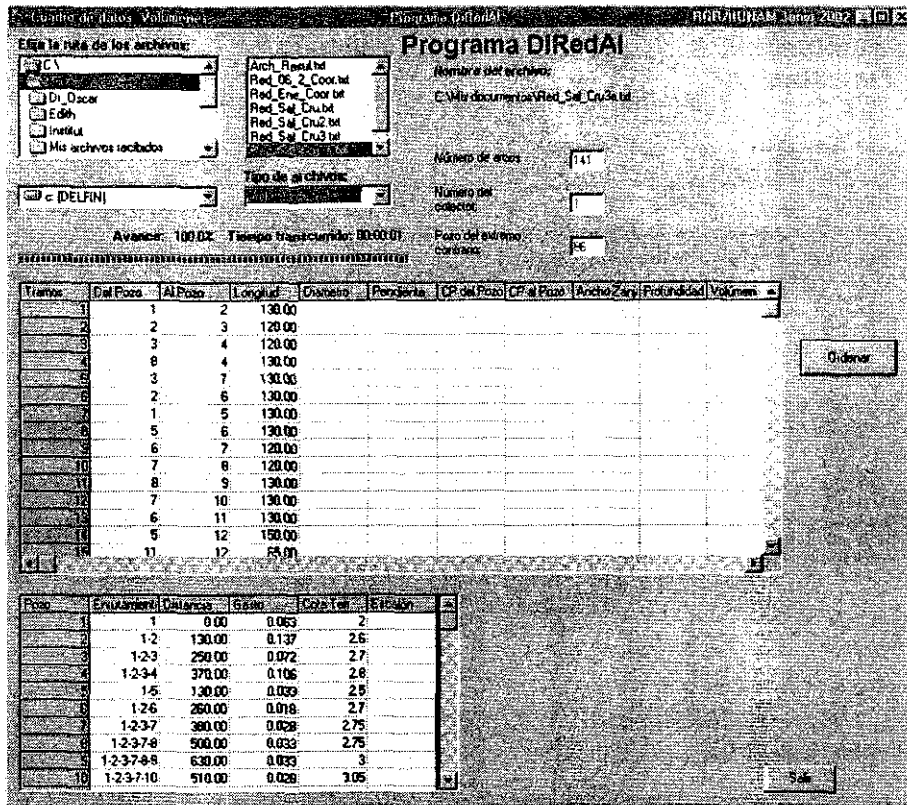 Cuadro de datos. Volúmenes
Programa DIRedAl
RGR/IIUNAM Junio 2002
Elija la ruta de los archivos:
C:\
Di_Oscar
Edith
Institut
Mis archivos recibidos
c: [DELFIN]
Arch_Resul.txt
Red_06_2_Coor.txt
Red_Ene_Coor.txt
Red_Sal_Cru.txt
Red_Sal_Cru2.txt
Red_Sal_Cru3.txt
Tipo de archivos:
Programa DIRedAl
Nombre del archivo:
C:\Mis documentos\Red_Sal_Cru3a.txt
Número de arcos 141
Número del colector: 1
Pozo del extremo contrario: 86
Avance: 100.0% Tiempo transcurrido: 00:00:01
Tramos Del Pozo Al Pozo Longitud Diámetro Pendiente CP del Pozo CP al Pozo Ancho Zanj Profundidad Volúmen
1 1 2 130.00
2 2 3 120.00
3 3 4 120.00
4 8 4 130.00
5 3 7 130.00
6 2 6 130.00
7 1 5 130.00
8 5 6 130.00
9 6 7 120.00
10 7 8 120.00
11 8 9 130.00
12 7 10 130.00
13 6 11 130.00
14 5 12 150.00
15 11 12 65.00
Ordenar
Pozo Enrutamient Distancia Gasto Cota Terr Escalón
1 1 0.00 0.063 2
2 1-2 130.00 0.137 2.6
3 1-2-3 250.00 0.072 2.7
4 1-2-3-4 370.00 0.106 2.8
5 1-5 130.00 0.033 2.5
6 1-2-6 260.00 0.018 2.7
7 1-2-3-7 380.00 0.028 2.75
8 1-2-3-7-8 500.00 0.033 2.75
9 1-2-3-7-8-9 630.00 0.033 3
10 1-2-3-7-10 510.00 0.028 3.05
Salir